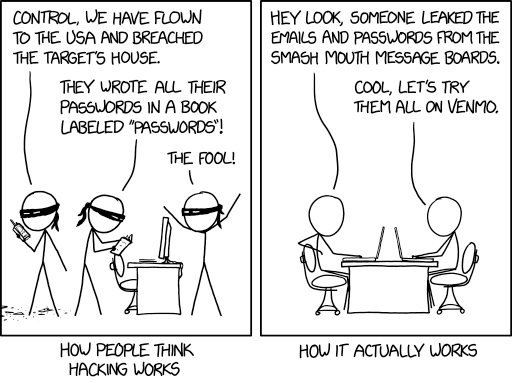 CONTROL, WE HAVE FLOWN
TO THE USA AND BREACHED
THE TARGET'S HOUSE.
THEY WROTE ALL THEIR
PASSWORDS IN A BOOK
LABELED "PASSWORDS"!
THE FOOL!
HOW PEOPLE THINK
HACKING WORKS
HEY LOOK, SOMEONE LEAKED THE
EMAILS AND PASSWORDS FROM THE
SMASH MOUTH MESSAGE BOARDS.
COOL, LET'S TRY
THEM ALL ON VENMO.
HOW IT ACTUALLY WORKS